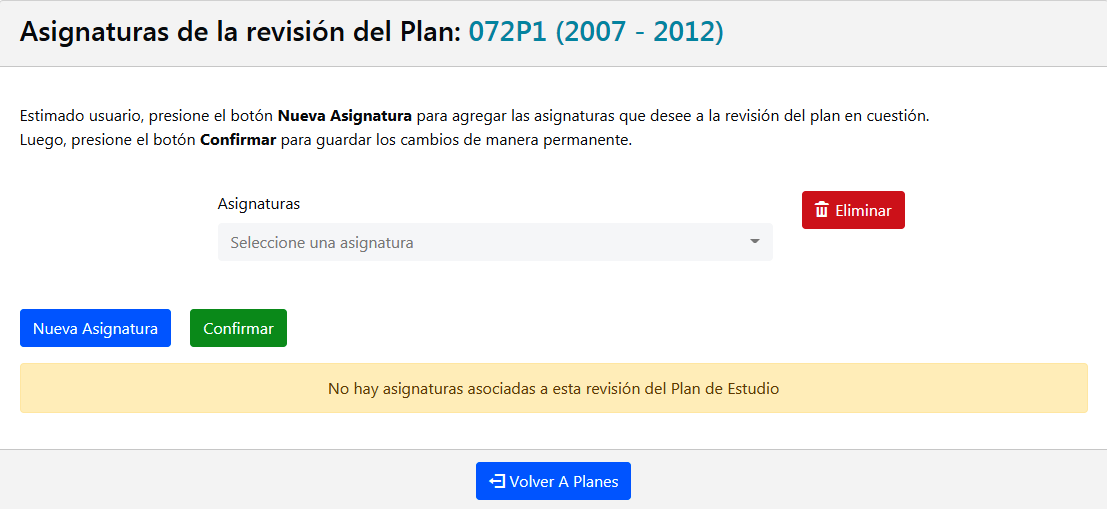 Asignaturas de la revisión del Plan: 072P1 (2007 - 2012)
Estimado usuario, presione el botón Nueva Asignatura para agregar las asignaturas que desee a la revisión del plan en cuestión.
Luego, presione el botón Confirmar para guardar los cambios de manera permanente.
Asignaturas
Eliminar
Seleccione una asignatura
Nueva Asignatura
Confirmar
No hay asignaturas asociadas a esta revisión del Plan de Estudio
Volver A Planes